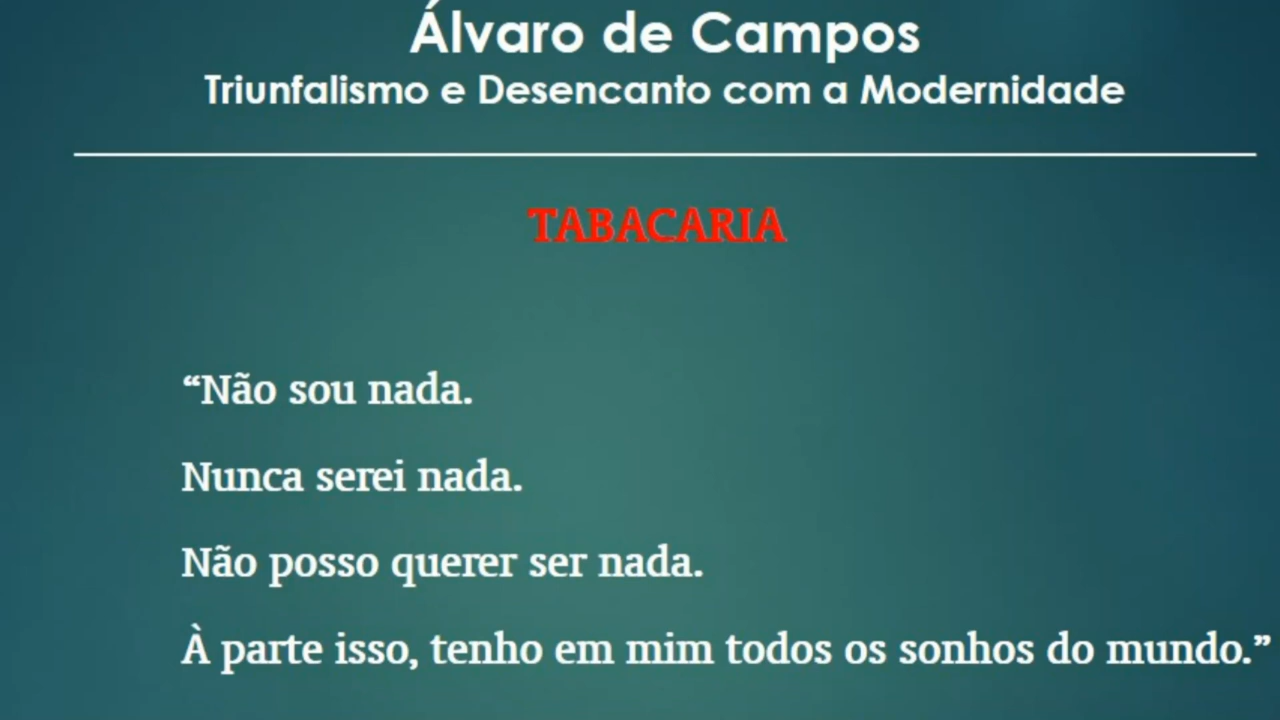 Álvaro de Campos
Triunfalismo e Desencanto com a Modernidade
TABACARIA
“Não sou nada.
Nunca serei nada.
Não posso querer ser nada.
À parte isso, tenho em mim todos os sonhos do mundo.”